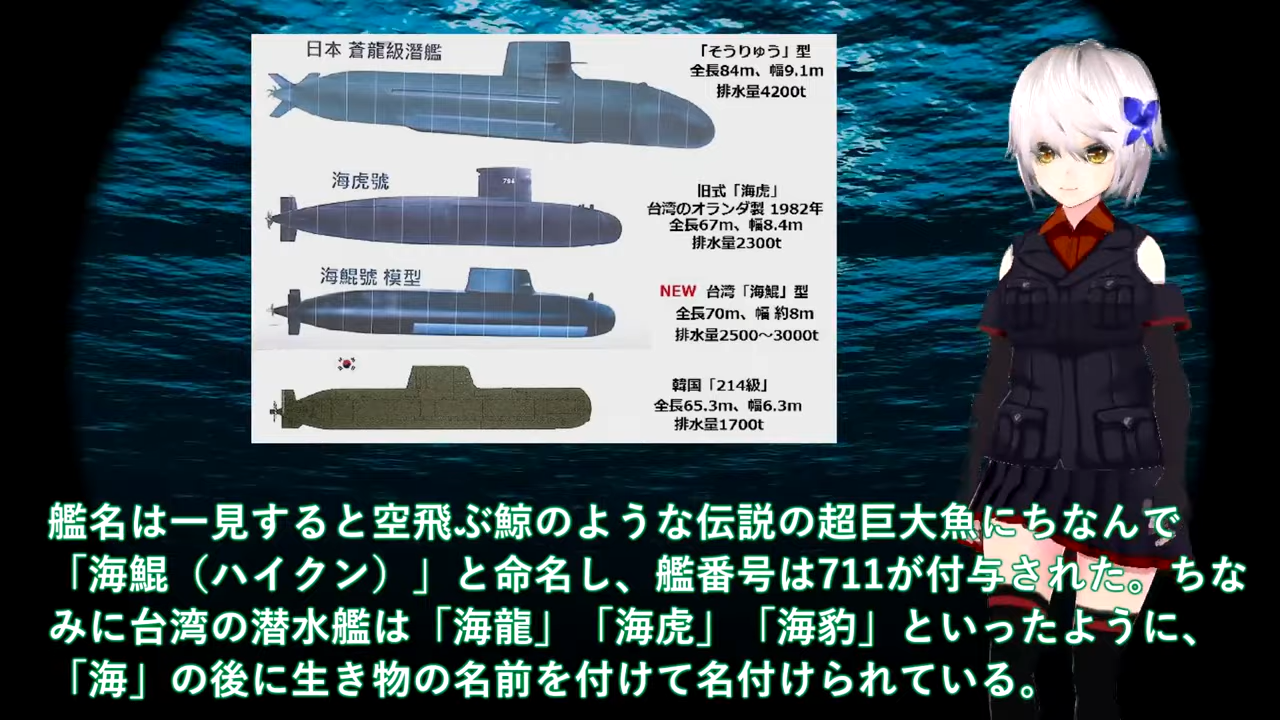 日本 蒼龍級潛艦
「そうりゅう」型
全長84m、幅9.1m
排水量4200t
海虎號
794
旧式「海虎」
台湾のオランダ製 1982年
全長67m、幅8.4m
排水量2300t
海鯤號 模型
NEW 台湾「海鯤」型
全長70m、幅 約8m
排水量2500～3000t
韓国「214級」
全長65.3m、幅6.3m
排水量1700t
艦名は一見すると空飛ぶ鯨のような伝説の超巨大魚にちなんで
「海鯤（ハイクン）」と命名し、艦番号は711が付与された。ちな
みに台湾の潜水艦は「海龍」「海虎」「海豹」といったように、
「海」の後に生き物の名前を付けて名付けられている。